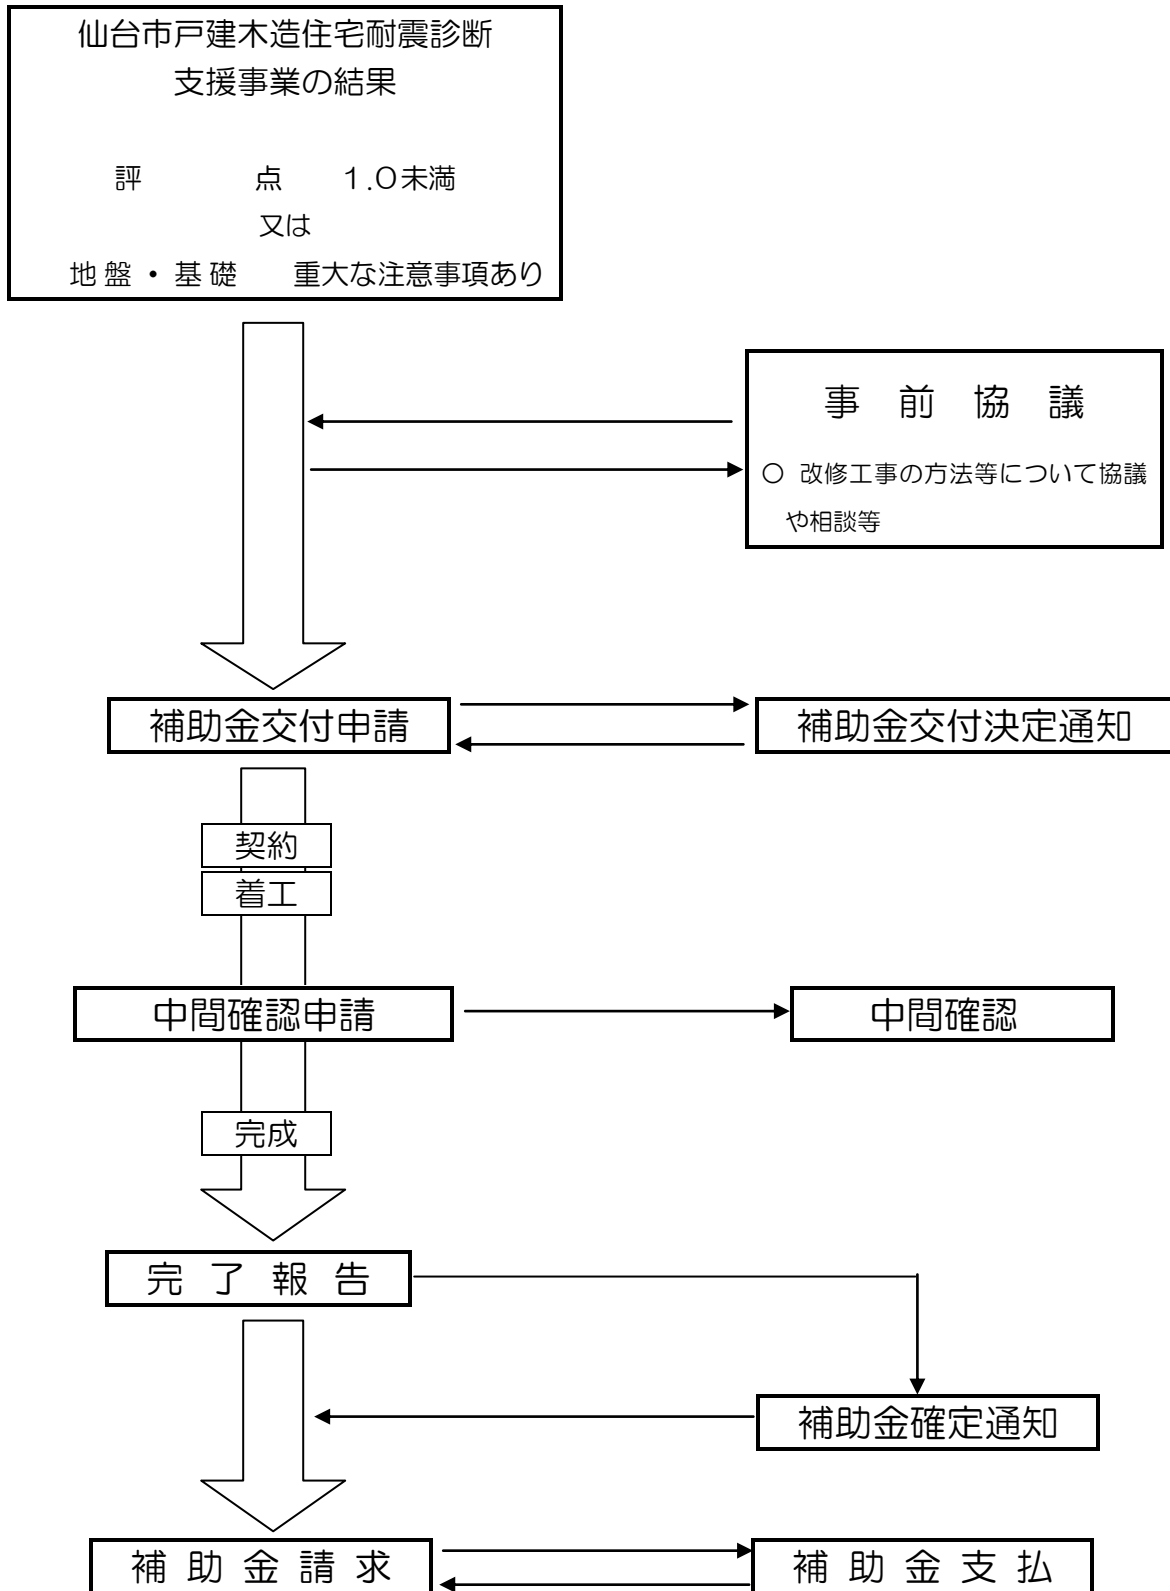 仙台市戸建木造住宅耐震診断
支援事業の結果
評　点　１.０未満
又は
地盤・基礎　重大な注意事項あり
事前協議
○ 改修工事の方法等について協議
や相談等
補助金交付申請
補助金交付決定通知
契約
着工
中間確認申請
中間確認
完成
完了報告
補助金確定通知
補助金請求
補助金支払